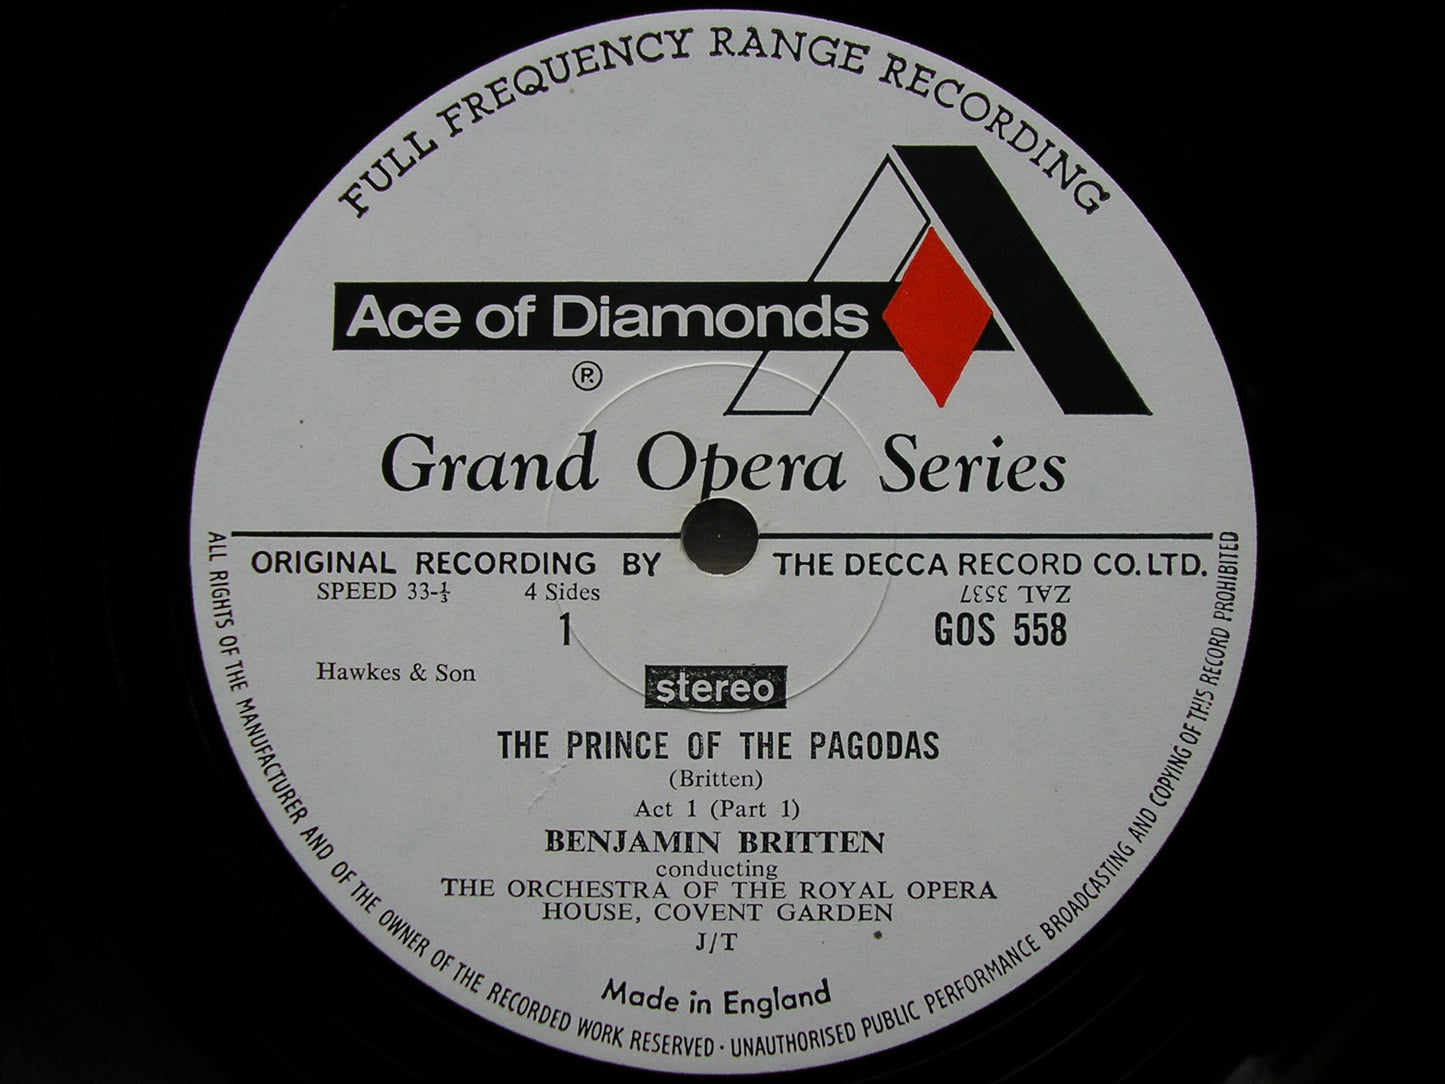 FULL FREQUENCY RANGE RECORDING
Ace of Diamonds
®
Grand Opera Series
ORIGINAL RECORDING BY THE DECCA RECORD CO. LTD.
SPEED 33-⅓ 4 Sides ZAL 3537
1 GOS 558
Hawkes & Son
stereo
THE PRINCE OF THE PAGODAS
(Britten)
Act 1 (Part 1)
BENJAMIN BRITTEN
conducting
THE ORCHESTRA OF THE ROYAL OPERA
HOUSE, COVENT GARDEN
J/T
Made in England
ALL RIGHTS OF THE MANUFACTURER AND OF THE OWNER OF THE RECORDED WORK RESERVED · UNAUTHORISED PUBLIC PERFORMANCE BROADCASTING AND COPYING OF THIS RECORD PROHIBITED